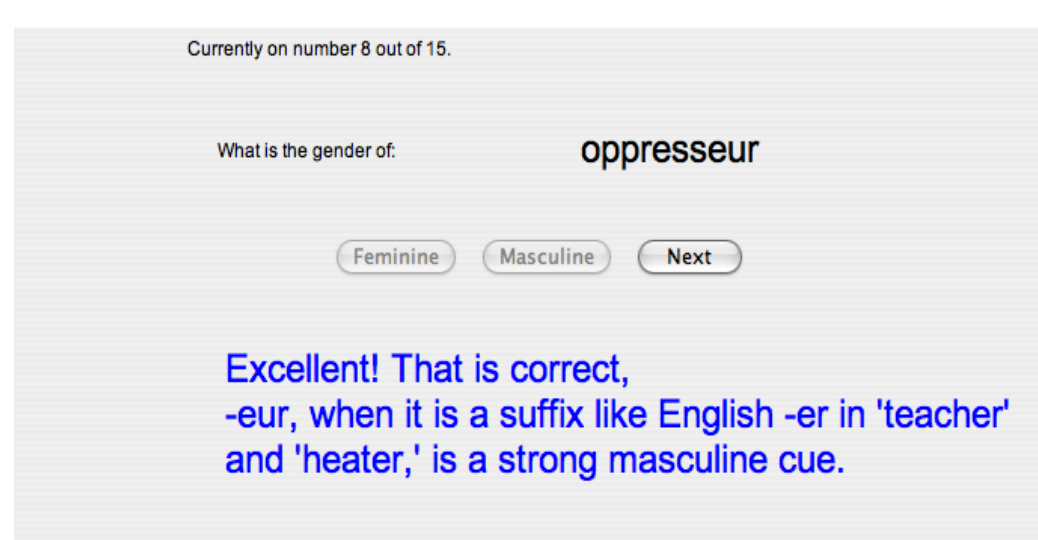 Currently on number 8 out of 15.
What is the gender of: oppresseur
Feminine Masculine Next
Excellent! That is correct,
-eur, when it is a suffix like English -er in 'teacher'
and 'heater,' is a strong masculine cue.